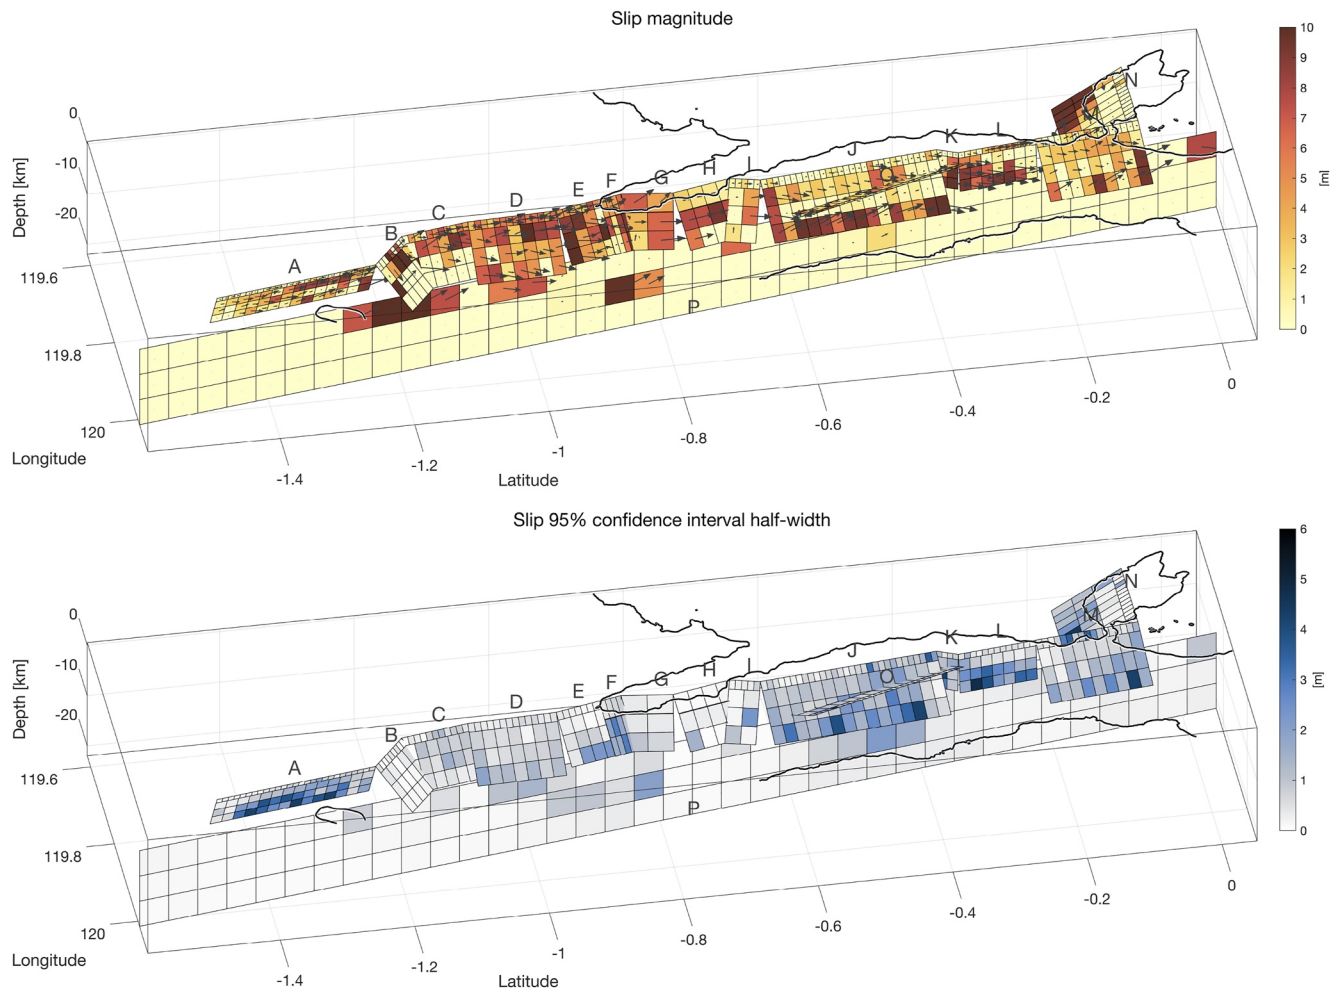 Slip magnitude
10
9
8
7
6
5
4
3
2
1
0
[m]
0
-10
-20
Depth [km]
119.6
119.8
120
Longitude
-1.4
-1.2
-1
-0.8
-0.6
-0.4
-0.2
0
Latitude
A
B
C
D
E
F
G
H
I
J
K
L
M
N
O
P
Slip 95% confidence interval half-width
6
5
4
3
2
1
0
[m]
0
-10
-20
Depth [km]
119.6
119.8
120
Longitude
-1.4
-1.2
-1
-0.8
-0.6
-0.4
-0.2
0
Latitude
A
B
C
D
E
F
G
H
I
J
K
L
M
N
O
P